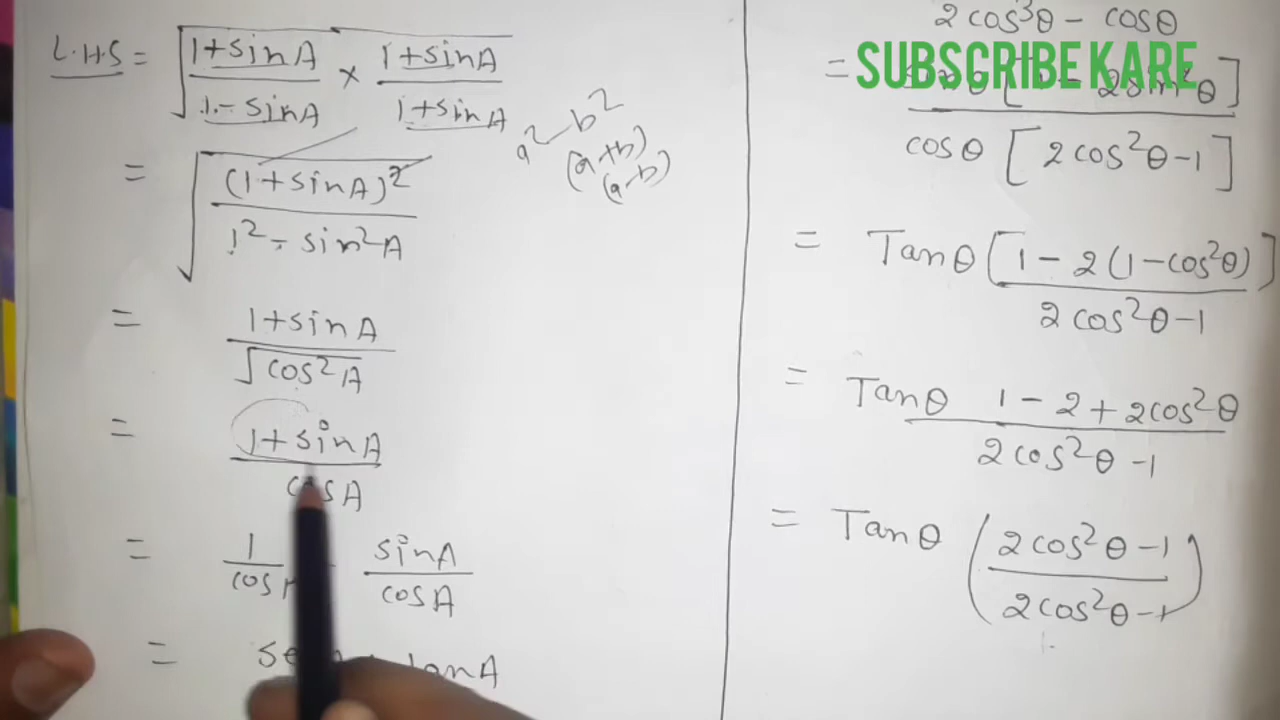 L.H.S = √(1+sinA / 1-sinA × 1+sinA / 1+sinA)
a² - b²
(a+b)
(a-b)
= √((1+sinA)² / 1² - sin²A)
= 1+sinA / √cos²A
= 1+sinA / cosA
= 1 / cos sinA / cosA
= tanA
2cos³θ - cosθ
SUBSCRIBE KARE
= θ] / cosθ [2cos²θ-1]
= Tanθ [1-2(1-cos²θ) / 2cos²θ-1]
= Tanθ 1-2+2cos²θ / 2cos²θ-1
= Tanθ (2cos²θ-1 / 2cos²θ-1)